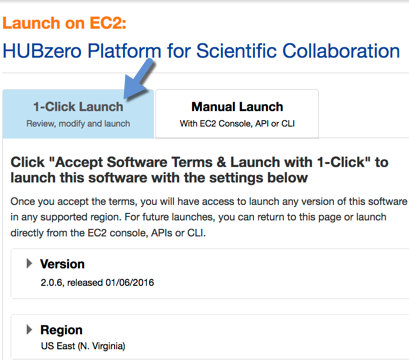 Launch on EC2:
HUBzero Platform for Scientific Collaboration
1-Click Launch
Review, modify and launch
Manual Launch
With EC2 Console, API or CLI
Click "Accept Software Terms & Launch with 1-Click" to
launch this software with the settings below
Once you accept the terms, you will have access to launch any version of this software
in any supported region. For future launches, you can return to this page or launch
directly from the EC2 console, APIs or CLI.
Version
2.0.6, released 01/06/2016
Region
US East (N. Virginia)